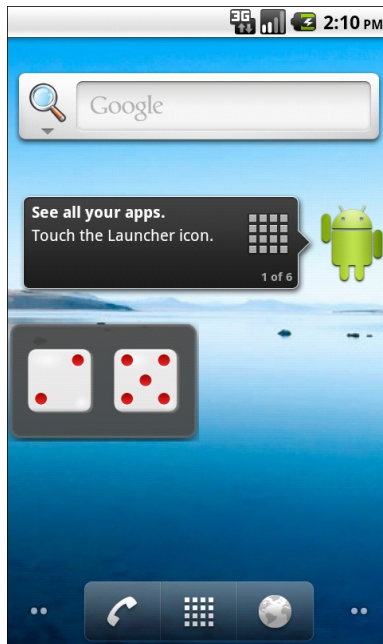 3G
2:10 PM
Google
See all your apps.
Touch the Launcher icon.
1 of 6